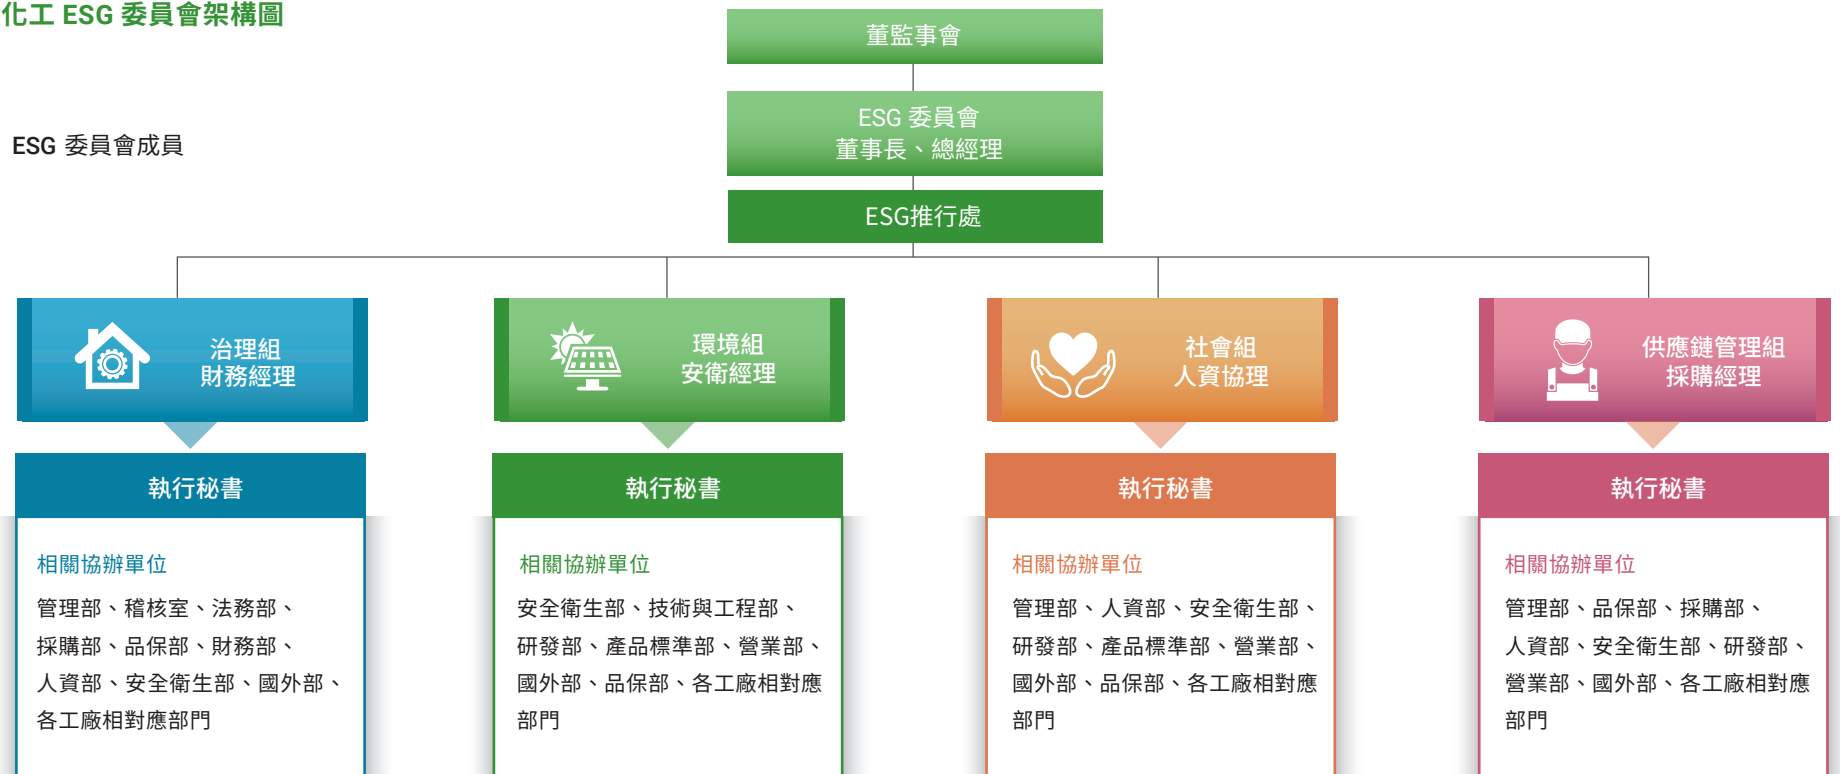 化工 ESG 委員會架構圖
董監事會
ESG 委員會
董事長、總經理
ESG 委員會成員
ESG推行處
治理組
財務經理
環境組
安衛經理
社會組
人資協理
供應鏈管理組
採購經理
執行秘書
相關協辦單位
管理部、稽核室、法務部、
採購部、品保部、財務部、
人資部、安全衛生部、國外部、
各工廠相對應部門
執行秘書
相關協辦單位
安全衛生部、技術與工程部、
研發部、產品標準部、營業部、
國外部、品保部、各工廠相對應
部門
執行秘書
相關協辦單位
管理部、人資部、安全衛生部、
研發部、產品標準部、營業部、
國外部、品保部、各工廠相對應
部門
執行秘書
相關協辦單位
管理部、品保部、採購部、
人資部、安全衛生部、研發部、
營業部、國外部、各工廠相對應
部門